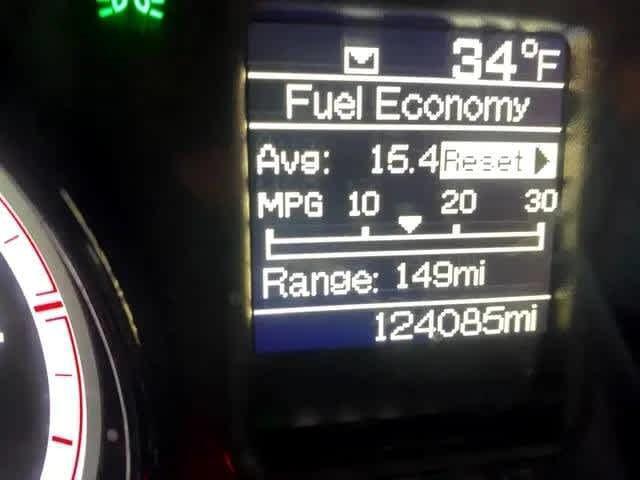 34°F
Fuel Economy
Avg: 15.4 Reset
MPG 10 20 30
Range: 149mi
124085mi